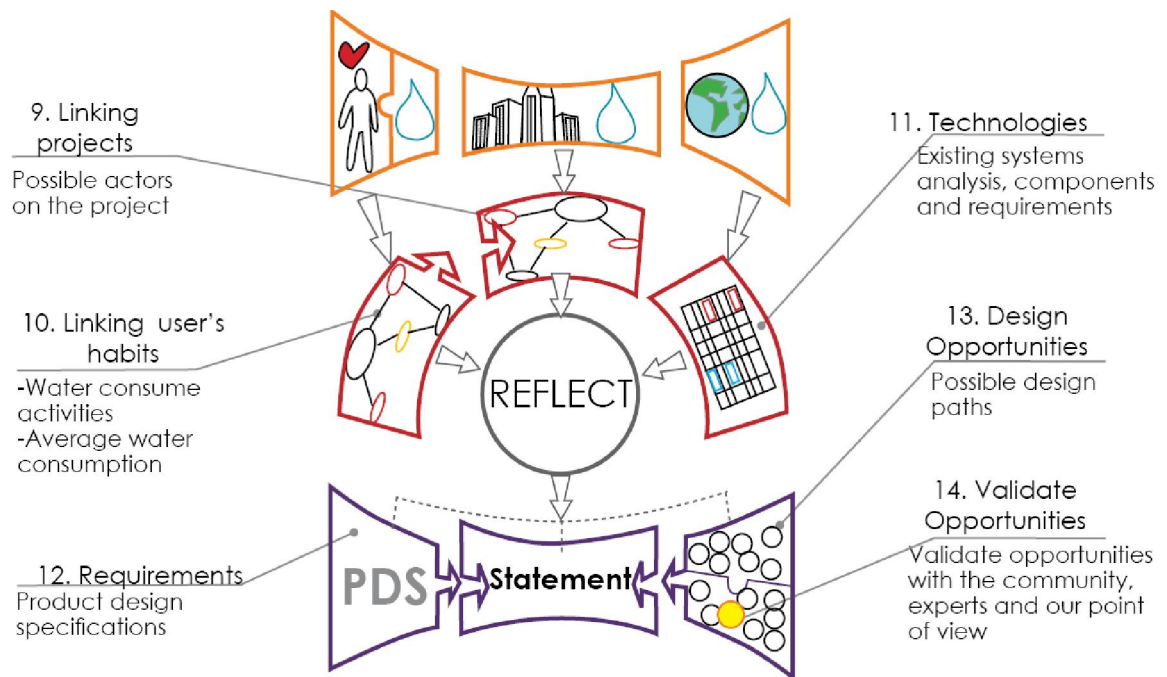 9. Linking
projects
Possible actors
on the project
10. Linking user's
habits
-Water consume
activities
-Average water
consumption
11. Technologies
Existing systems
analysis, components
and requirements
REFLECT
13. Design
Opportunities
Possible design
paths
14. Validate
Opportunities
Validate opportunities
with the community,
experts and our point
of view
12. Requirements
Product design
specifications
PDS
Statement